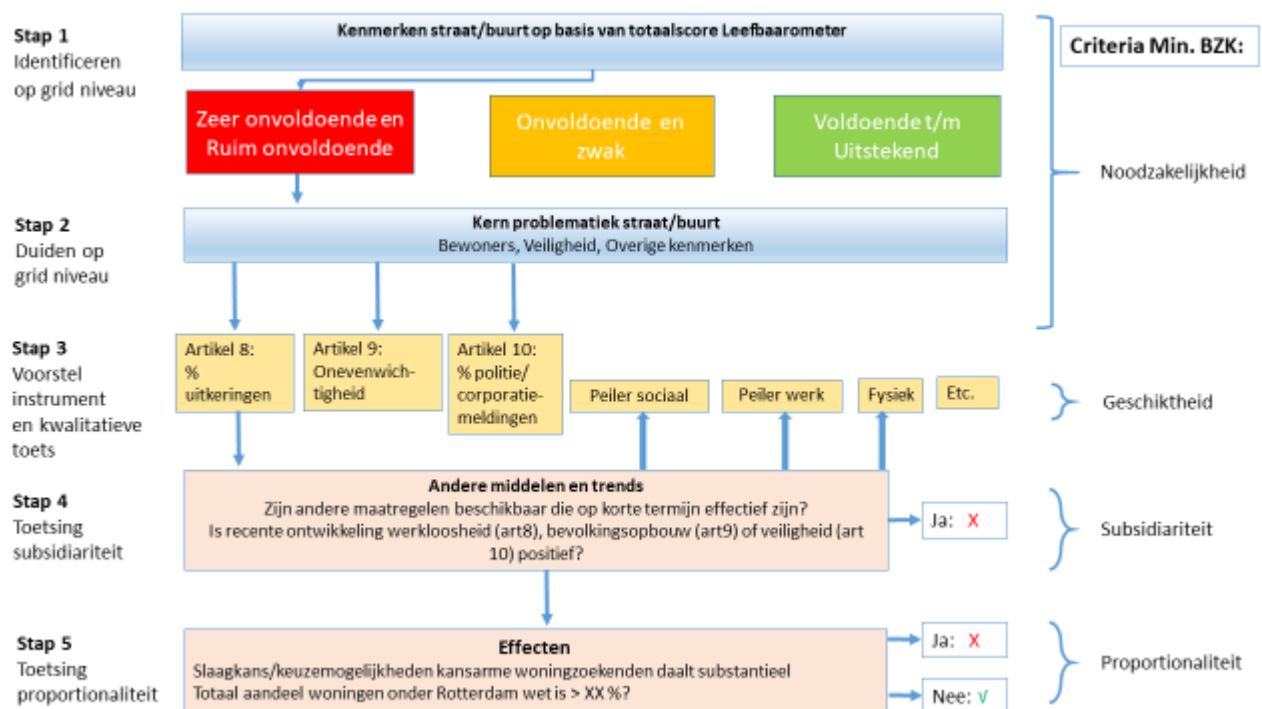 Stap 1
Identificeren
op grid niveau
Kenmerken straat/buurt op basis van totaalscore Leefbaarometer
Criteria Min. BZK:
Zeer onvoldoende en
Ruim onvoldoende
Onvoldoende en
zwak
Voldoende t/m
Uitstekend
Noodzakelijkheid
Stap 2
Duiden op
grid niveau
Kern problematiek straat/buurt
Bewoners, Veiligheid, Overige kenmerken
Stap 3
Voorstel
instrument
en kwalitatieve
toets
Artikel 8:
%
uitkeringen
Artikel 9:
Onevenwich-
tigheid
Artikel 10:
% politie/
corporatie-
meldingen
Peiler sociaal
Peiler werk
Fysiek
Etc.
Geschiktheid
Stap 4
Toetsing
subsidiariteit
Andere middelen en trends
Zijn andere maatregelen beschikbaar die op korte termijn effectief zijn?
Is recente ontwikkeling werkloosheid (art8), bevolkingsopbouw (art9) of veiligheid (art
10) positief?
Ja: X
Subsidiariteit
Stap 5
Toetsing
proportionaliteit
Effecten
Slaagkans/keuzemogelijkheden kansarme woningzoekenden daalt substantieel
Totaal aandeel woningen onder Rotterdam wet is > XX %?
Ja: X
Nee: √
Proportionaliteit